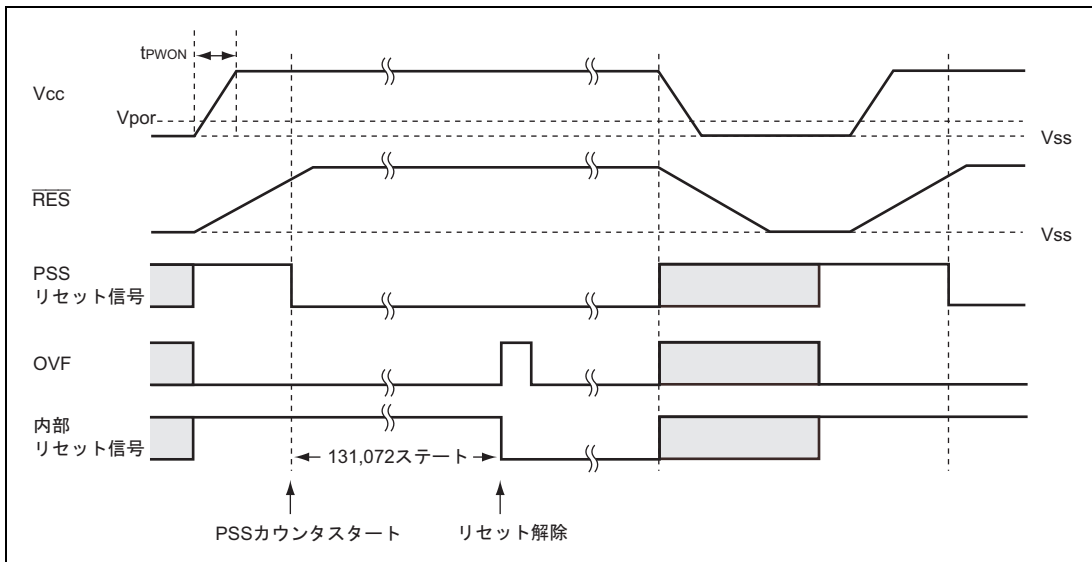 tPWON
Vcc
Vpor
Vss
RES
Vss
PSS
リセット信号
OVF
内部
リセット信号
131,072ステート
PSSカウンタスタート
リセット解除